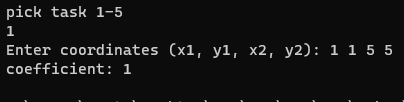 pick task 1-5
1
Enter coordinates (x1, y1, x2, y2): 1 1 5 5
coefficient: 1